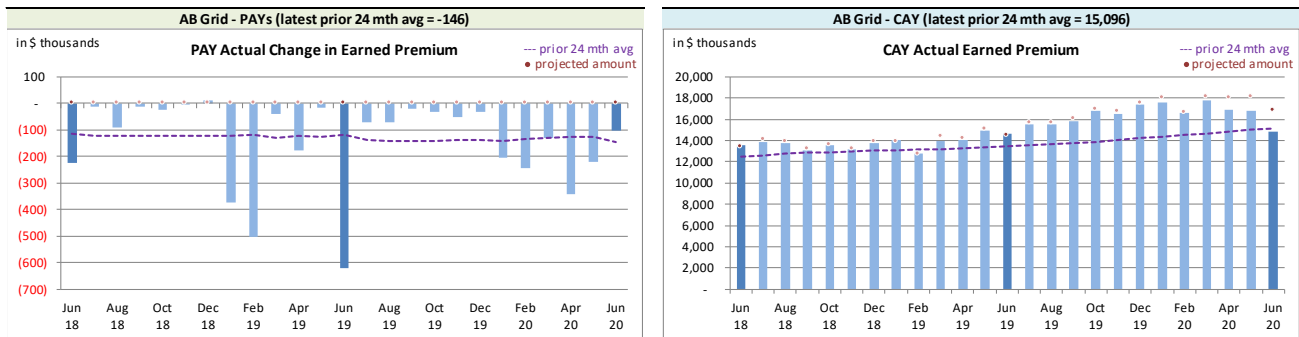 AB Grid - PAYs (latest prior 24 mth avg = -146)
in $ thousands
PAY Actual Change in Earned Premium
--- prior 24 mth avg
• projected amount
100
-
(100)
(200)
(300)
(400)
(500)
(600)
(700)
Jun Aug Oct Dec Feb Apr Jun Aug Oct Dec Feb Apr Jun
18 18 18 18 19 19 19 19 19 19 20 20 20
AB Grid - CAY (latest prior 24 mth avg = 15,096)
in $ thousands
CAY Actual Earned Premium
--- prior 24 mth avg
• projected amount
20,000
18,000
16,000
14,000
12,000
10,000
8,000
6,000
4,000
2,000
-
Jun Aug Oct Dec Feb Apr Jun Aug Oct Dec Feb Apr Jun
18 18 18 18 19 19 19 19 19 19 20 20 20